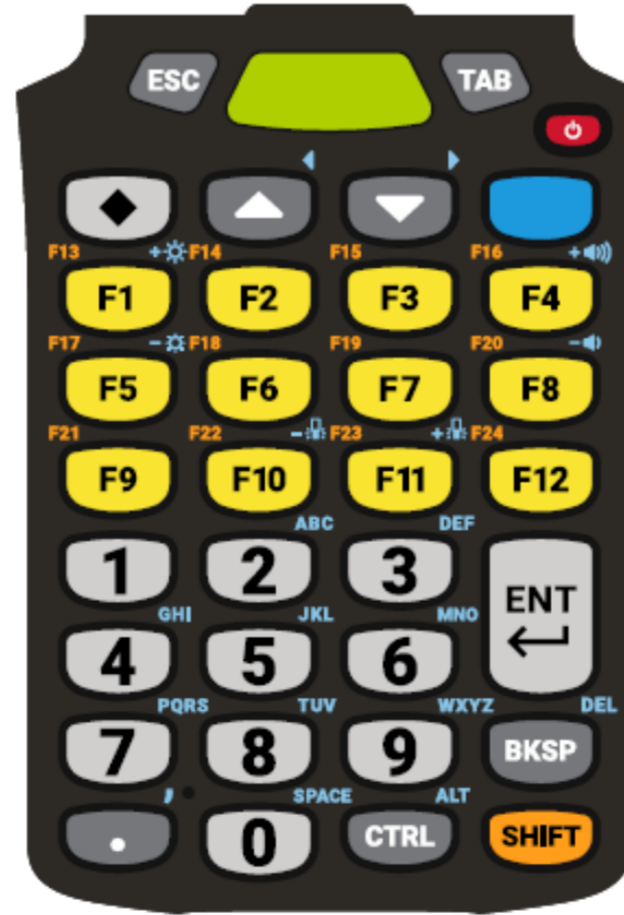 ESC TAB
F13 F14 F15 F16
F1 F2 F3 F4
F17 F18 F19 F20
F5 F6 F7 F8
F21 F22 F23 F24
F9 F10 F11 F12
ABC DEF
1 2 3 ENT
GHI JKL MNO
4 5 6
PQRS TUV WXYZ DEL
7 8 9 BKSP
, SPACE ALT
. 0 CTRL SHIFT